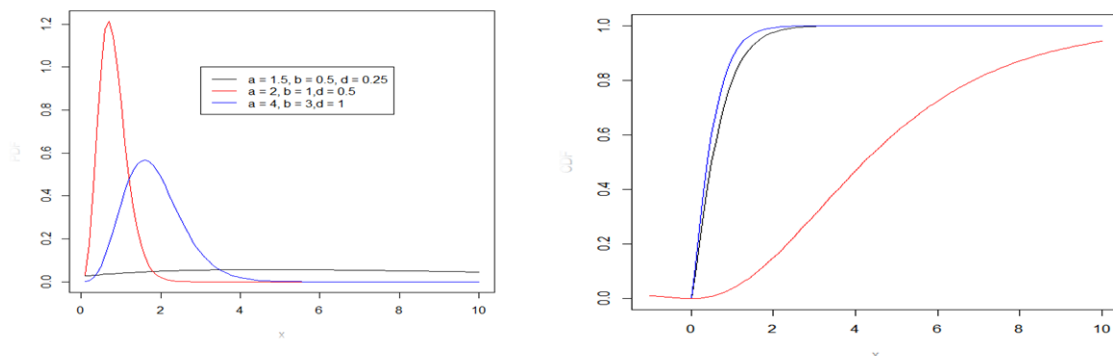 1.2
1.0
0.8
0.6
0.4
0.2
0.0
PDF
a = 1.5, b = 0.5, d = 0.25
a = 2, b = 1,d = 0.5
a = 4, b = 3,d = 1
0 2 4 6 8 10
x
1.0
0.8
0.6
0.4
0.2
0.0
CDF
0 2 4 6 8 10
x